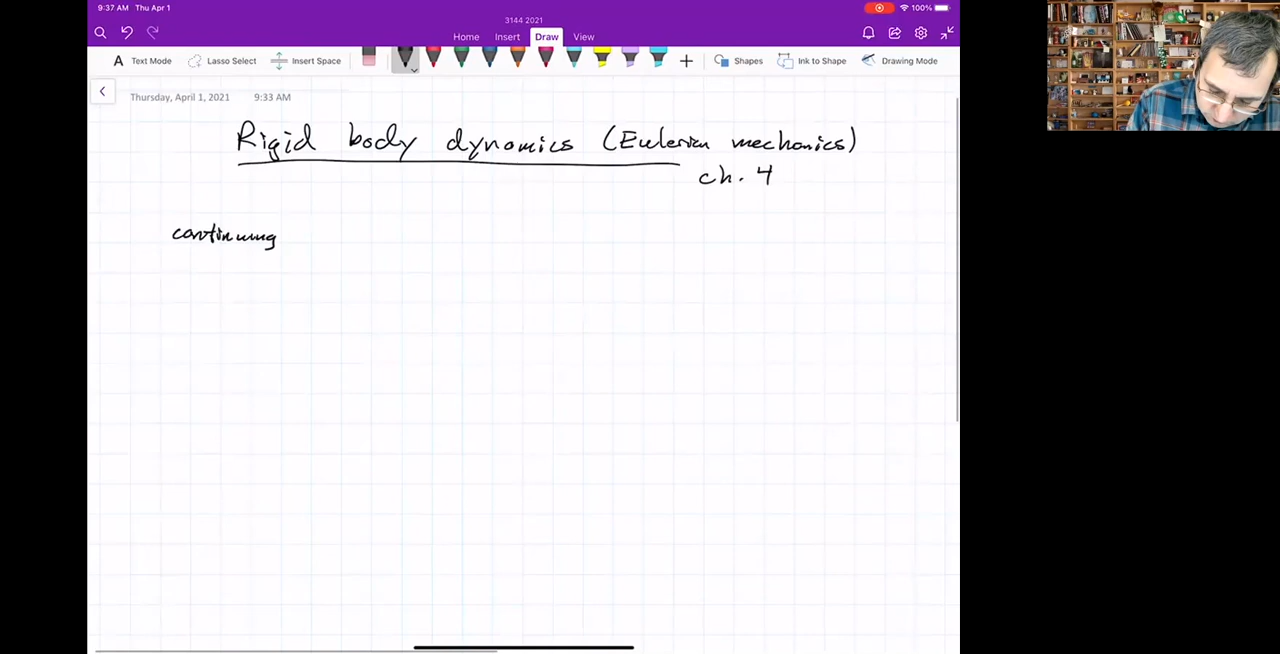 9:37 AM Thu Apr 1
100%
3144 2021
Home Insert Draw View
Text Mode Lasso Select Insert Space Shapes Ink to Shape Drawing Mode
Thursday, April 1, 2021 9:33 AM
Rigid body dynamics (Eulerian mechanics)
ch. 4
continuing